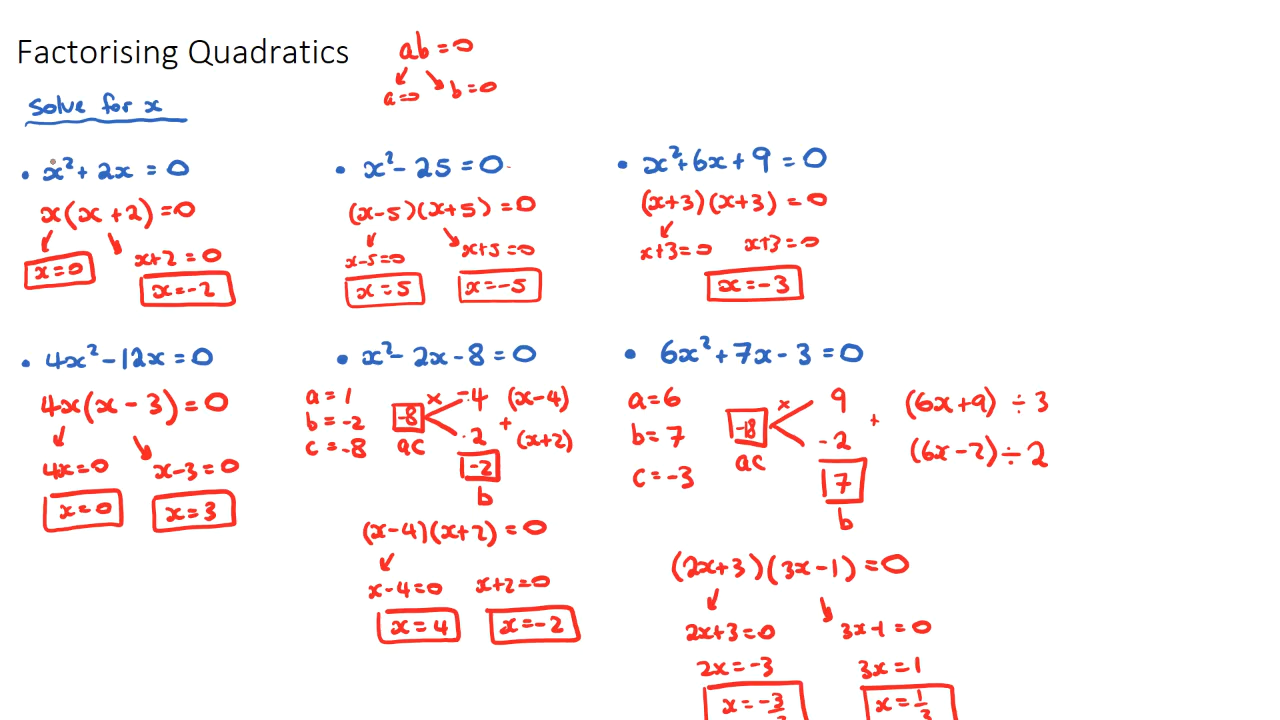 Factorising Quadratics
ab = 0
a=0 b=0
Solve for x
• x² + 2x = 0
x(x + 2) = 0
x = 0
x+2 = 0
x = -2
• x² - 25 = 0
(x-5)(x+5) = 0
x-5=0
x+5=0
x = 5
x = -5
• x² + 6x + 9 = 0
(x+3)(x+3) = 0
x+3=0 x+3=0
x = -3
• 4x² - 12x = 0
4x(x - 3) = 0
4x=0
x-3=0
x=0
x=3
• x² - 2x - 8 = 0
a = 1
b = -2
c = -8
-8
ac
×
-4
2
+
-2
b
(x-4)
(x+2)
(x-4)(x+2) = 0
x-4=0
x+2=0
x = 4
x = -2
• 6x² + 7x - 3 = 0
a=6
b=7
c=-3
-18
ac
×
9
-2
+
7
b
(6x+9) ÷ 3
(6x-2) ÷ 2
(2x+3)(3x-1) = 0
2x+3=0
2x = -3
x = -3
3x-1=0
3x = 1
x = 1/3